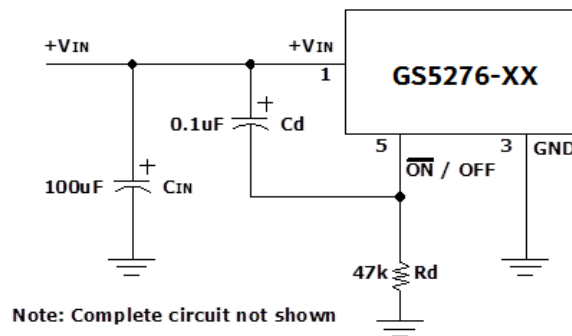 +VIN
+VIN
1
GS5276-XX
0.1uF
+
Cd
5
3
GND
ON / OFF
+
100uF
CIN
47k
Rd
Note: Complete circuit not shown